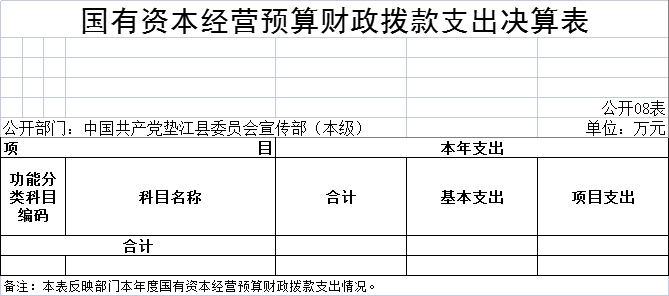 国有资本经营预算财政拨款支出决算表
公开08表
公开部门：中国共产党垫江县委员会宣传部（本级） 单位：万元
项 目 本年支出
功能分类科目编码 科目名称 合计 基本支出 项目支出
合计
备注：本表反映部门本年度国有资本经营预算财政拨款支出情况。